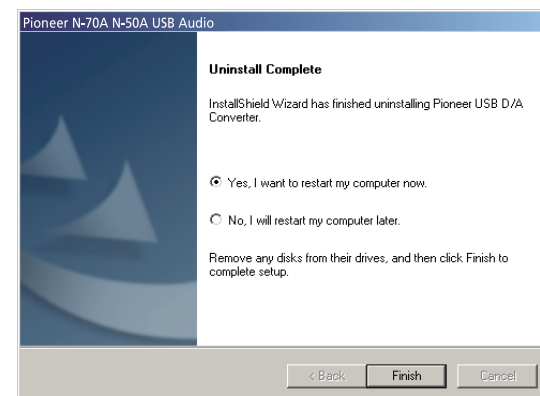 Pioneer N-70A N-50A USB Audio
Uninstall Complete
InstallShield Wizard has finished uninstalling Pioneer USB D/A
Converter.
Yes, I want to restart my computer now.
No, I will restart my computer later.
Remove any disks from their drives, and then click Finish to
complete setup.
< Back Finish Cancel